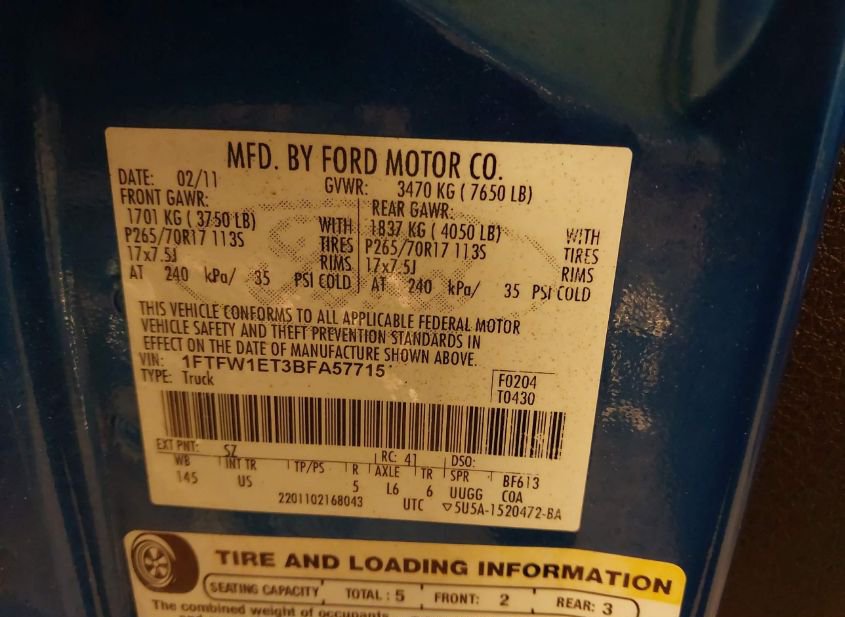 MFD. BY FORD MOTOR CO.
DATE: 02/11 GVWR: 3470 KG ( 7650 LB)
FRONT GAWR: REAR GAWR:
1701 KG ( 3750 LB) WITH 1837 KG ( 4050 LB) WITH
P265/70R17 113S TIRES P265/70R17 113S TIRES
17x7.5J RIMS 17x7.5J RIMS
AT 240 kPa/ 35 PSI COLD AT 240 kPa/ 35 PSI COLD
THIS VEHICLE CONFORMS TO ALL APPLICABLE FEDERAL MOTOR
VEHICLE SAFETY AND THEFT PREVENTION STANDARDS IN
EFFECT ON THE DATE OF MANUFACTURE SHOWN ABOVE.
VIN: 1FTFW1ET3BFA57715
TYPE: Truck F0204
T0430
EXT PNT: SZ RC: 41 DSO:
WB INT TR TP/PS R AXLE TR SPR BF613
145 US 5 L6 6 UUGG COA
2201102168043 UTC ▽5U5A-1520472-BA
TIRE AND LOADING INFORMATION
SEATING CAPACITY TOTAL : 5 FRONT: 2 REAR: 3
The combined weight of occupants